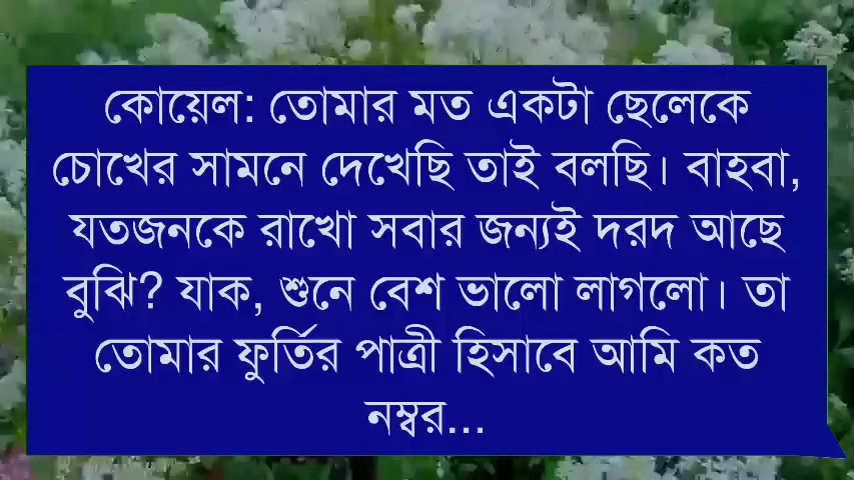 কোয়েল: তোমার মত একটা ছেলেকে
চোখের সামনে দেখেছি তাই বলছি। বাহবা,
যতজনকে রাখো সবার জন্যই দরদ আছে
বুঝি? যাক, শুনে বেশ ভালো লাগলো। তা
তোমার ফুর্তির পাত্রী হিসাবে আমি কত
নম্বর...